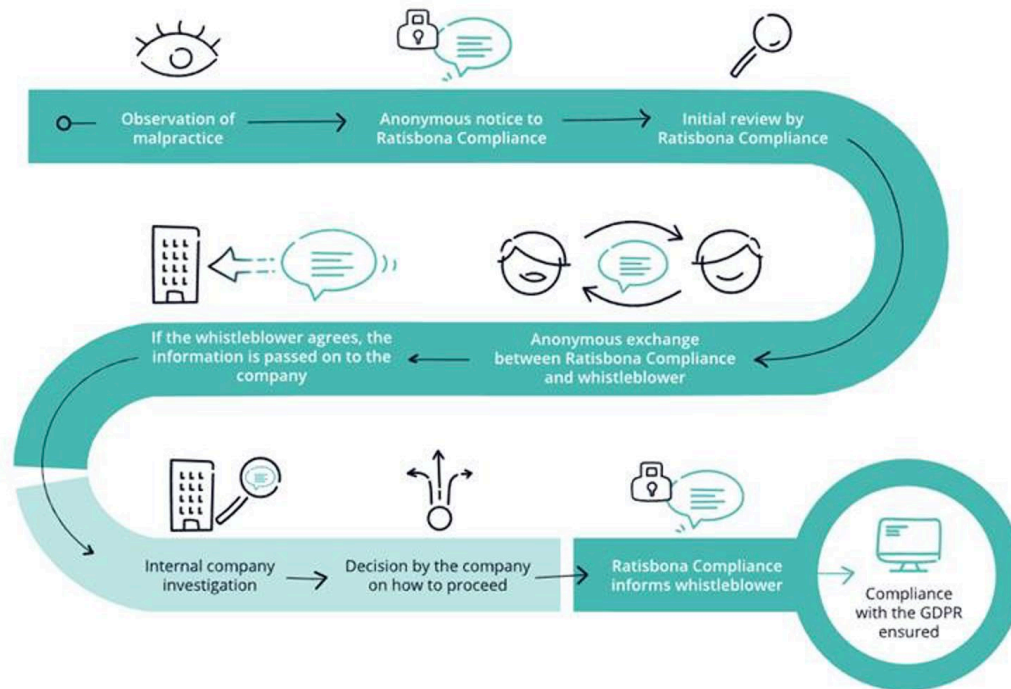 Observation of
malpractice
Anonymous notice to
Ratisbona Compliance
Initial review by
Ratisbona Compliance
Anonymous exchange
between Ratisbona Compliance
and whistleblower
If the whistleblower agrees, the
information is passed on to the
company
Internal company
investigation
Decision by the company
on how to proceed
Ratisbona Compliance
informs whistleblower
Compliance
with the GDPR
ensured